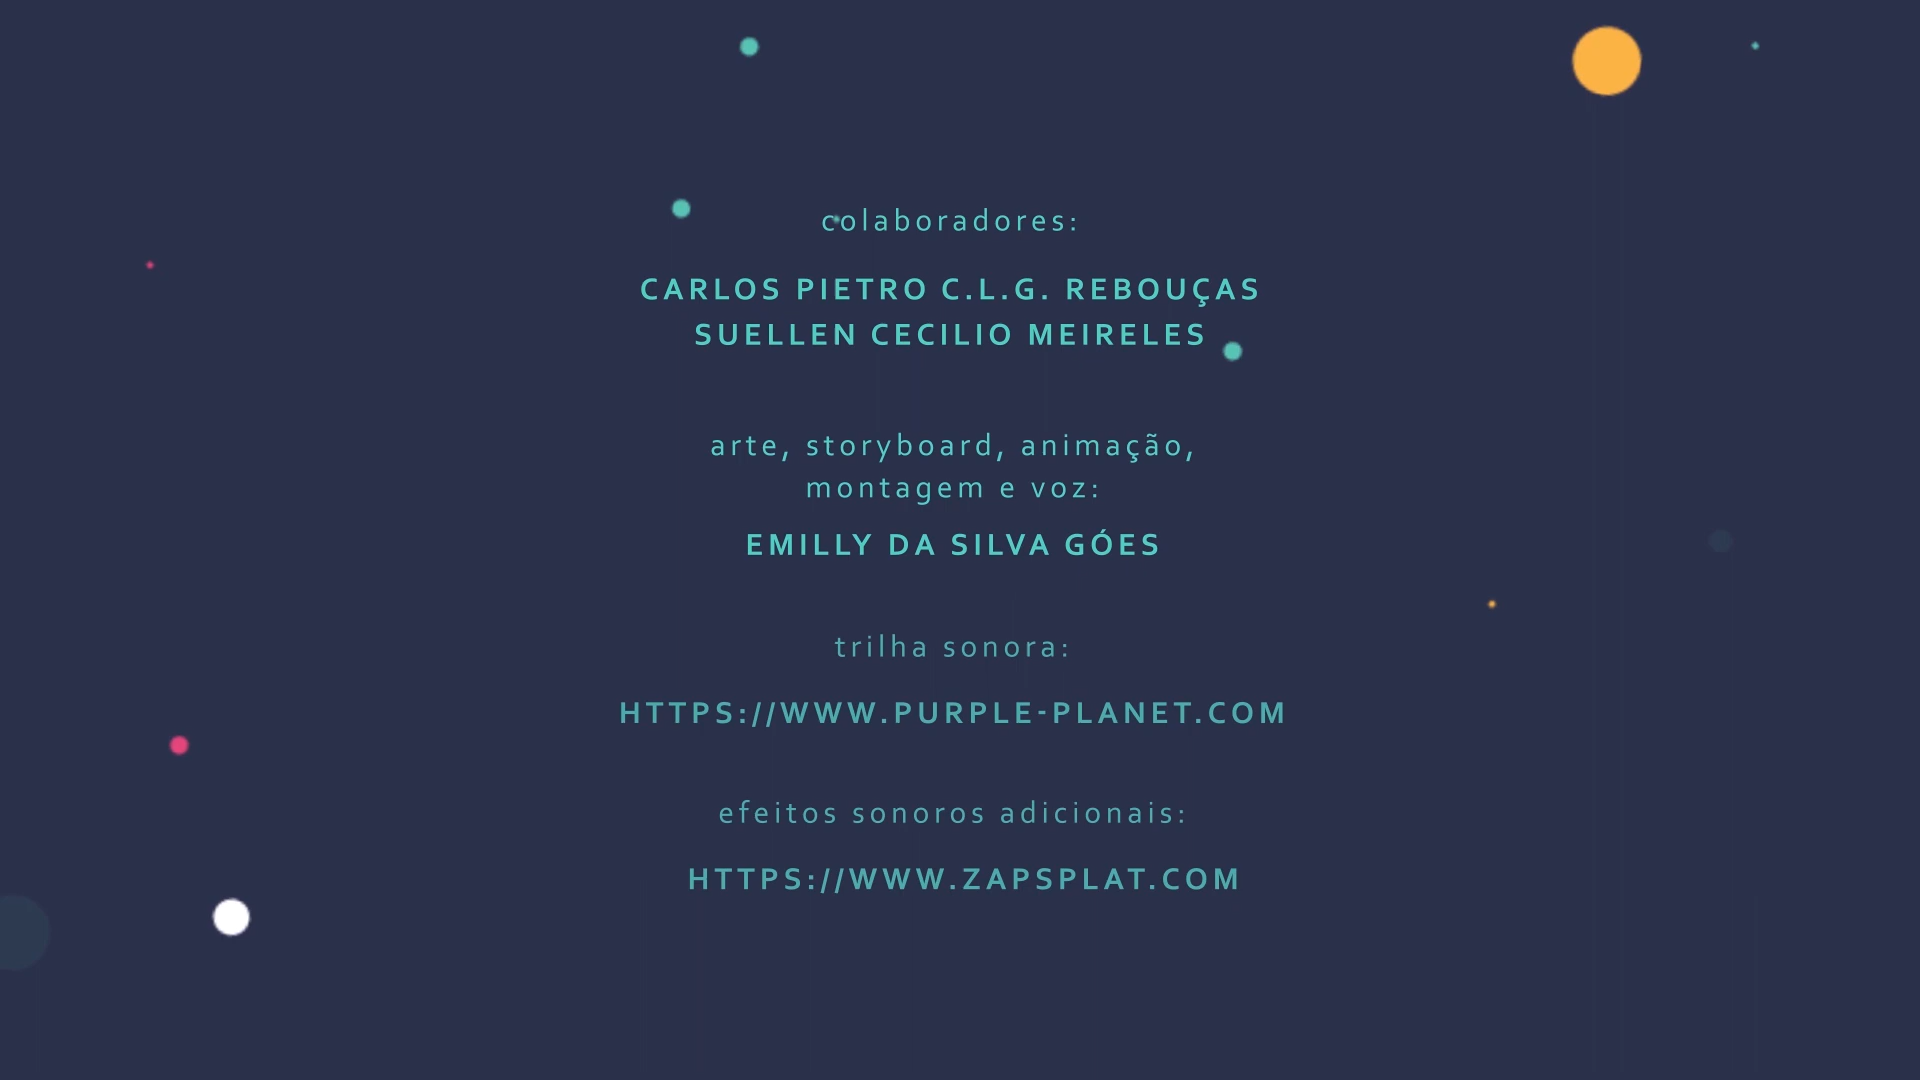 colaboradores:
CARLOS PIETRO C.L.G. REBOUÇAS
SUELLEN CECILIO MEIRELES
arte, storyboard, animação,
montagem e voz:
EMILLY DA SILVA GÓES
trilha sonora:
HTTPS://WWW.PURPLE-PLANET.COM
efeitos sonoros adicionais:
HTTPS://WWW.ZAPSPLAT.COM